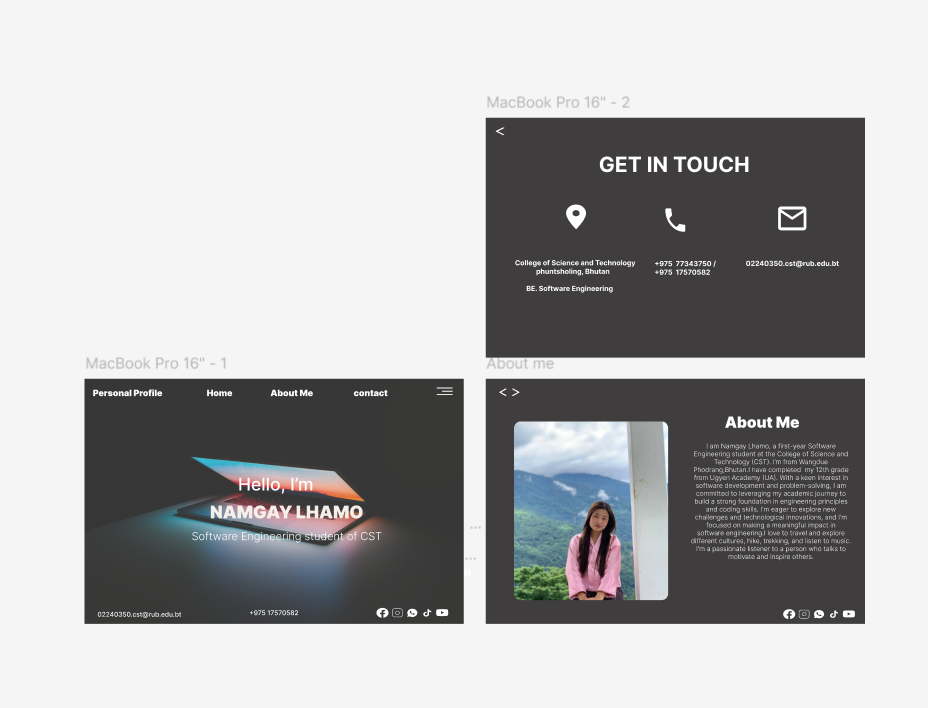 MacBook Pro 16" - 2
<
GET IN TOUCH
College of Science and Technology
phuntsholing, Bhutan
BE. Software Engineering
+975 77343750 /
+975 17570582
02240350.cst@rub.edu.bt
MacBook Pro 16" - 1
Personal Profile Home About Me contact
Hello, I'm
NAMGAY LHAMO
Software Engineering student of CST
02240350.cst@rub.edu.bt +975 17570582
About me
< >
About Me
I am Namgay Lhamo, a first-year Software
Engineering student at the College of Science and
Technology (CST). I'm from Wangdue
Phodrang,Bhutan.I have completed my 12th grade
from Ugyen Academy (UA). With a keen interest in
software development and problem-solving, I am
committed to leveraging my academic journey to
build a strong foundation in engineering principles
and coding skills. I'm eager to explore new
challenges and technological innovations, and I'm
focused on making a meaningful impact in
software engineering.I love to travel and explore
different cultures, hike, trekking, and listen to music.
I'm a passionate listener to a person who talks to
motivate and inspire others.